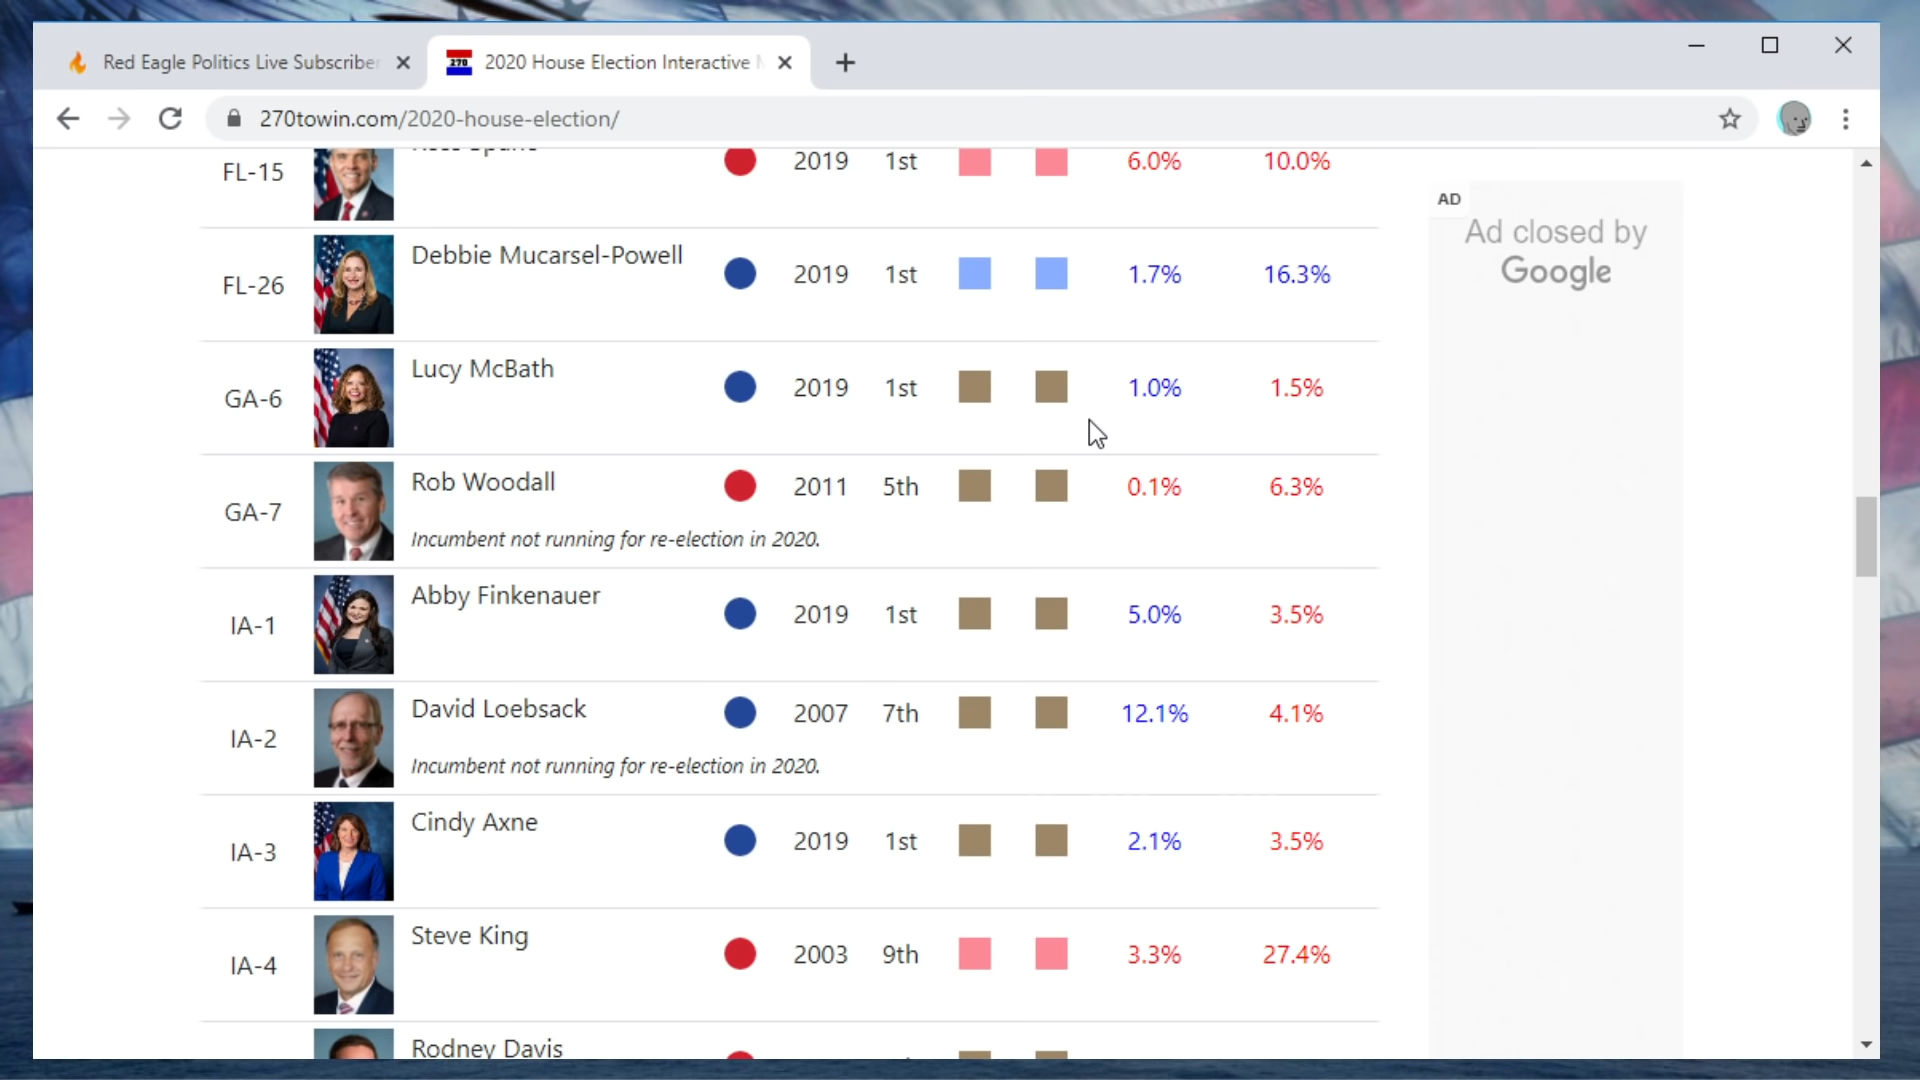 Red Eagle Politics Live Subscriber
2020 House Election Interactive M
270towin.com/2020-house-election/
FL-15 2019 1st 6.0% 10.0%
AD
Ad closed by
Google
FL-26 Debbie Mucarsel-Powell 2019 1st 1.7% 16.3%
GA-6 Lucy McBath 2019 1st 1.0% 1.5%
GA-7 Rob Woodall 2011 5th 0.1% 6.3%
Incumbent not running for re-election in 2020.
IA-1 Abby Finkenauer 2019 1st 5.0% 3.5%
IA-2 David Loebsack 2007 7th 12.1% 4.1%
Incumbent not running for re-election in 2020.
IA-3 Cindy Axne 2019 1st 2.1% 3.5%
IA-4 Steve King 2003 9th 3.3% 27.4%
Rodney Davis